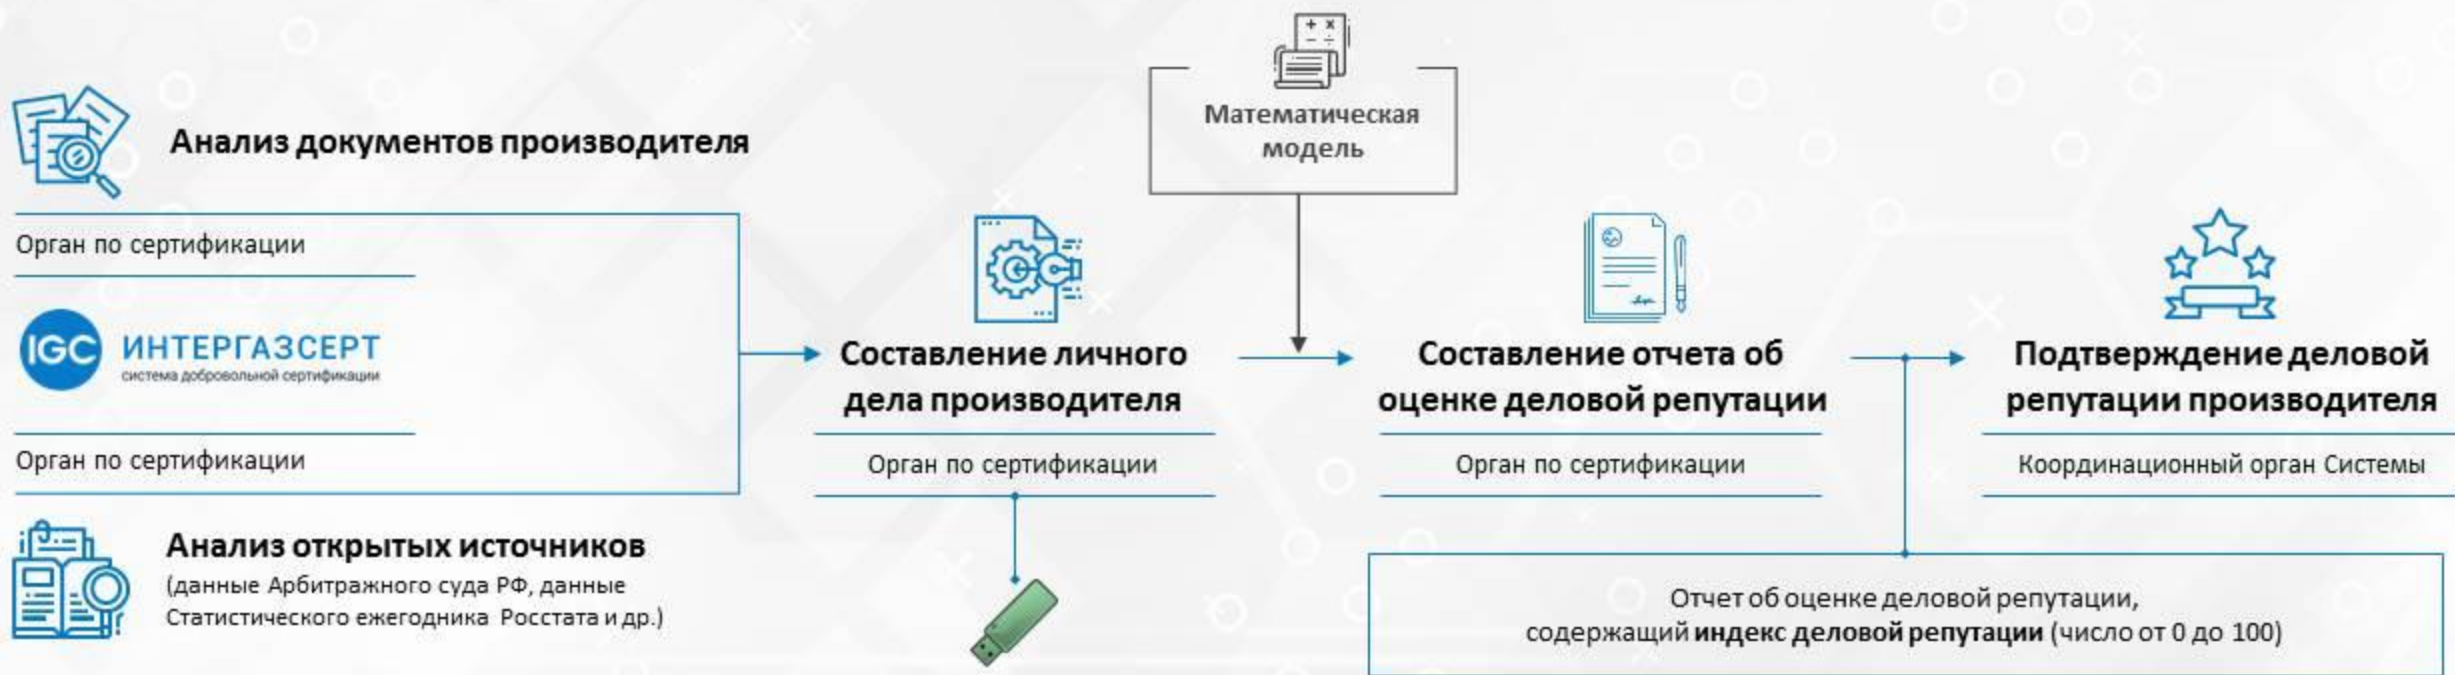 Анализ документов производителя
Орган по сертификации
IGC ИНТЕРГАЗСЕРТ
система добровольной сертификации
Орган по сертификации
Анализ открытых источников
(данные Арбитражного суда РФ, данные
Статистического ежегодника Росстата и др.)
Составление личного
дела производителя
Орган по сертификации
Математическая
модель
Составление отчета об
оценке деловой репутации
Орган по сертификации
Подтверждение деловой
репутации производителя
Координационный орган Системы
Отчет об оценке деловой репутации,
содержащий индекс деловой репутации (число от 0 до 100)